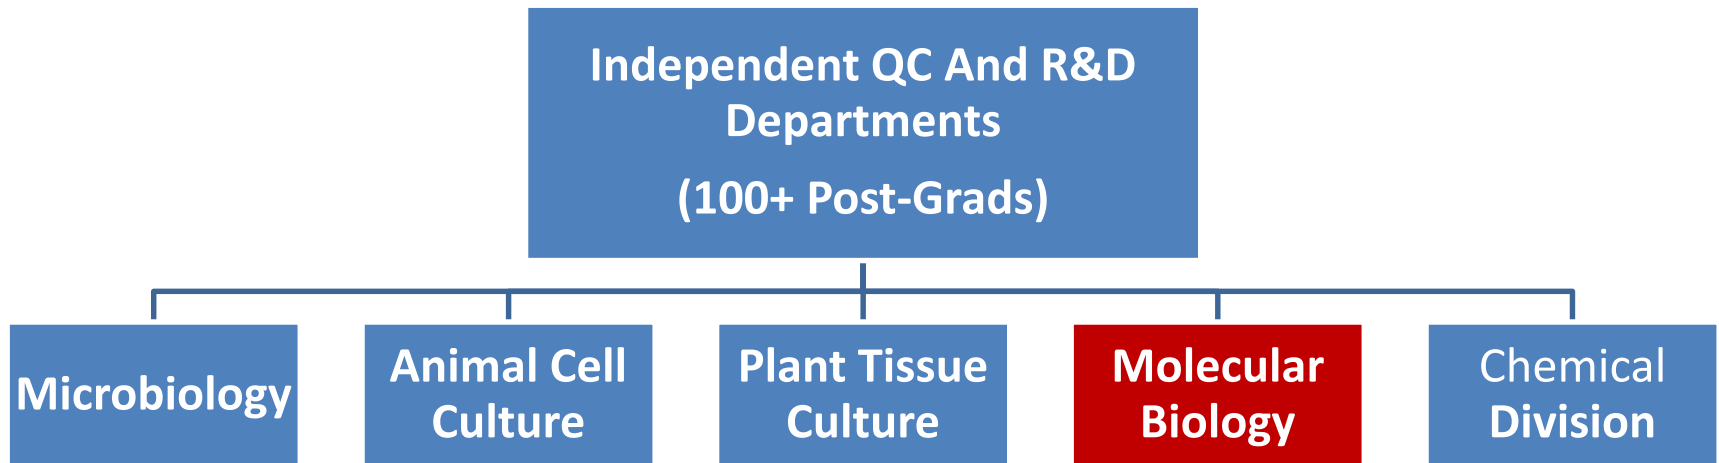 Independent QC And R&D
Departments
(100+ Post-Grads)
Microbiology
Animal Cell
Culture
Plant Tissue
Culture
Molecular
Biology
Chemical
Division